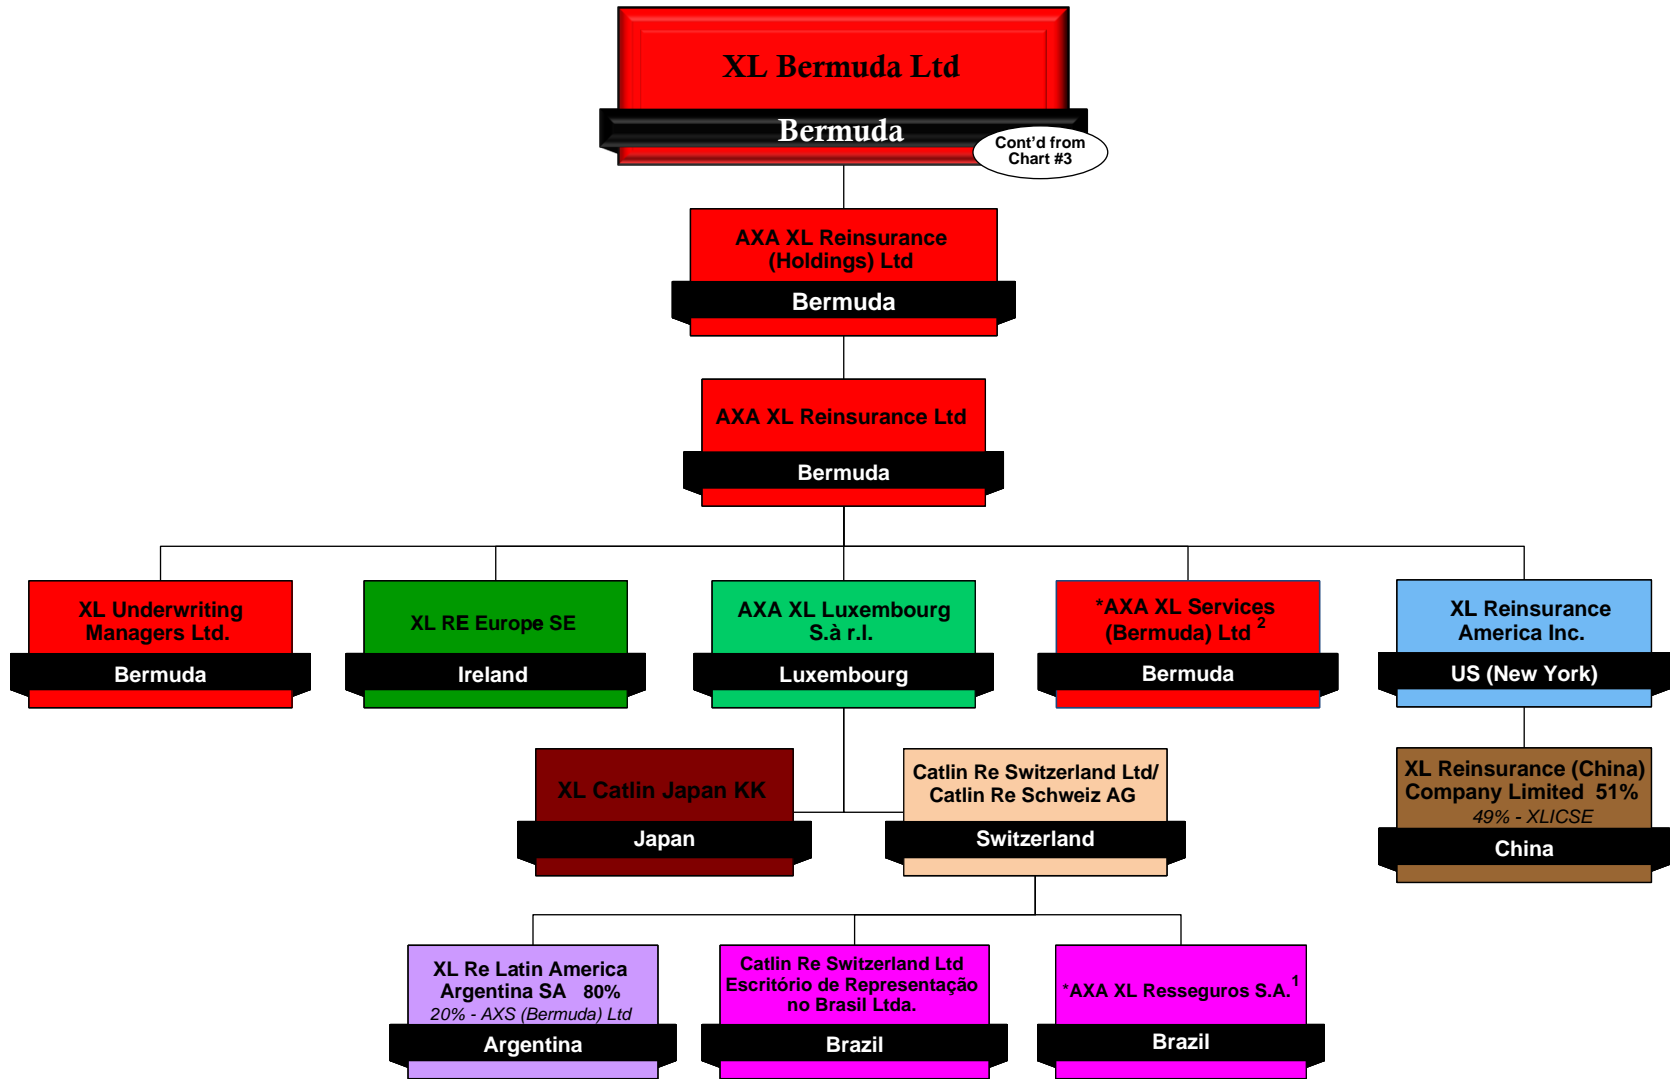 XL Bermuda Ltd
Bermuda
Cont'd from
Chart #3
AXA XL Reinsurance
(Holdings) Ltd
Bermuda
AXA XL Reinsurance Ltd
Bermuda
XL Underwriting
Managers Ltd.
Bermuda
XL RE Europe SE
Ireland
AXA XL Luxembourg
S.à r.l.
Luxembourg
*AXA XL Services
(Bermuda) Ltd 2
Bermuda
XL Reinsurance
America Inc.
US (New York)
XL Catlin Japan KK
Japan
Catlin Re Switzerland Ltd/
Catlin Re Schweiz AG
Switzerland
XL Reinsurance (China)
Company Limited 51%
49% - XLICSE
China
XL Re Latin America
Argentina SA 80%
20% - AXS (Bermuda) Ltd
Argentina
Catlin Re Switzerland Ltd
Escritório de Representação
no Brasil Ltda.
Brazil
*AXA XL Resseguros S.A.1
Brazil